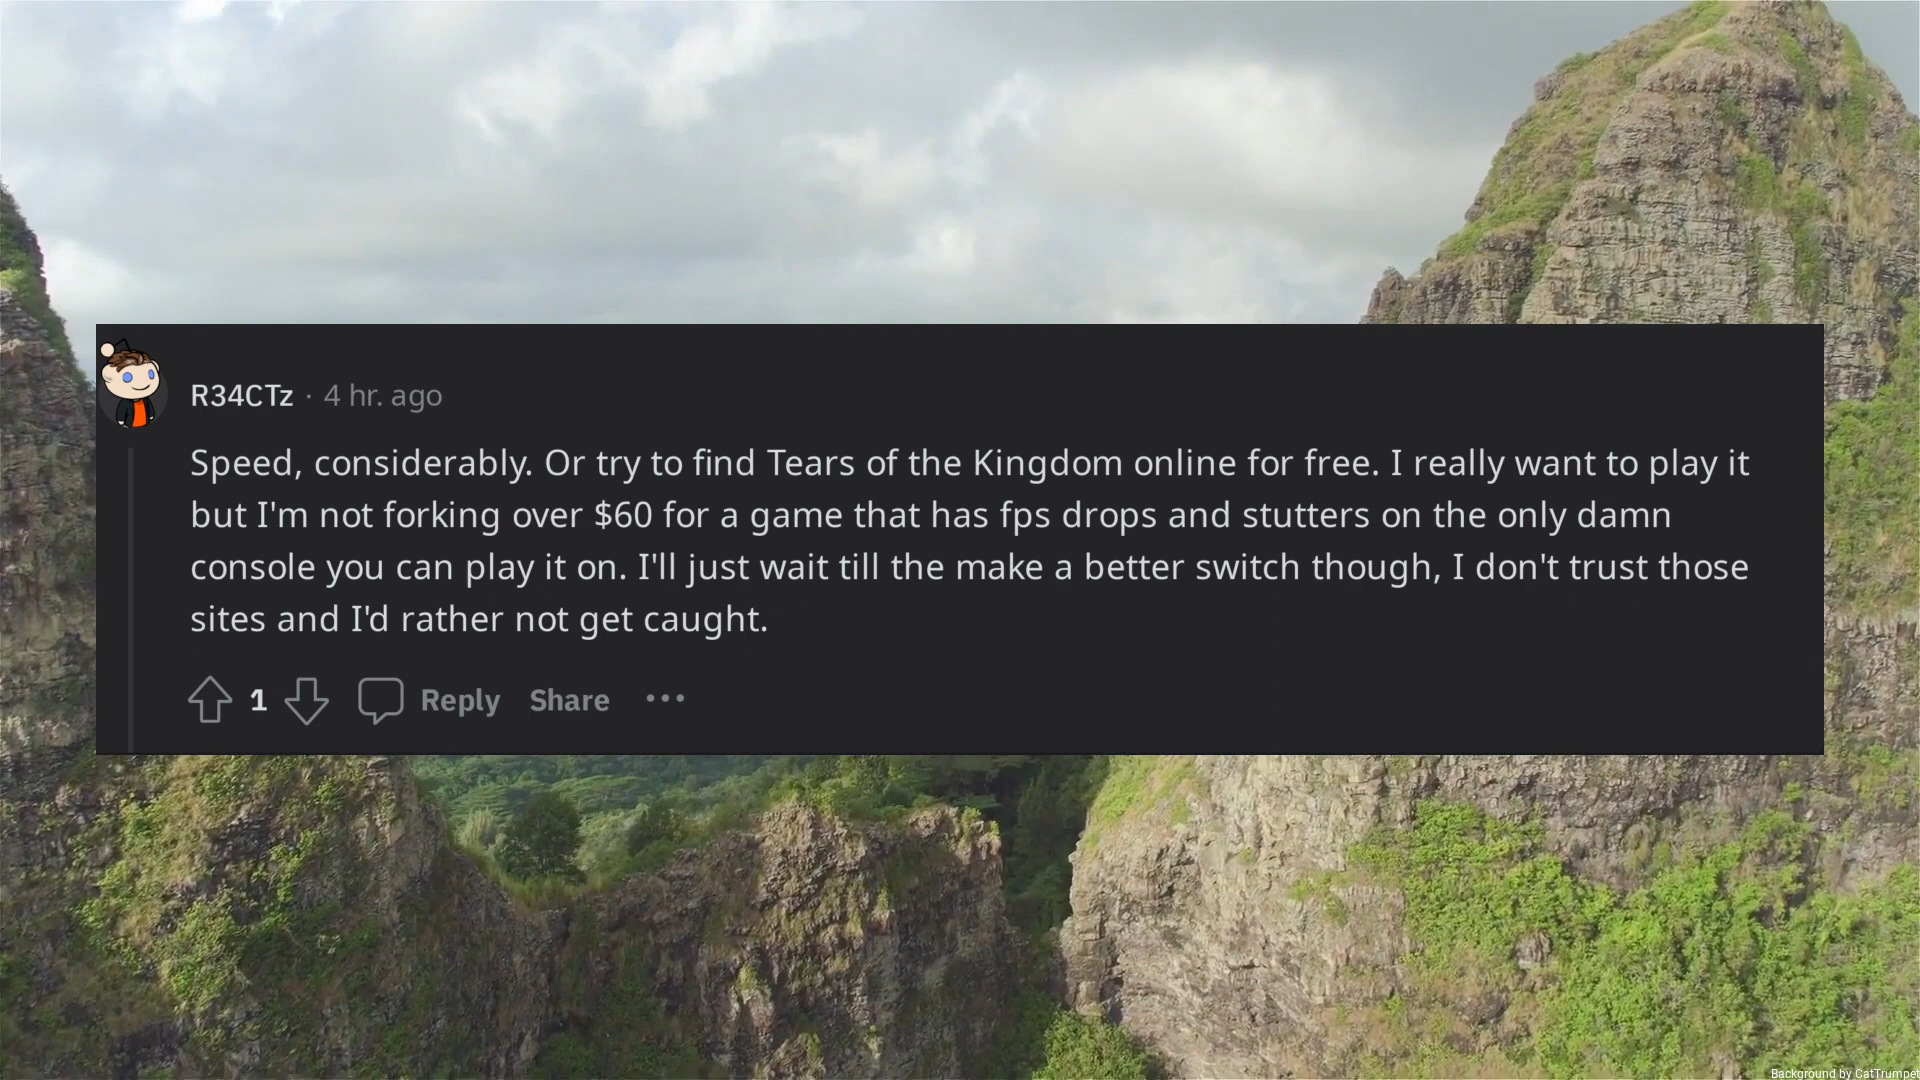 R34CTz · 4 hr. ago
Speed, considerably. Or try to find Tears of the Kingdom online for free. I really want to play it
but I'm not forking over $60 for a game that has fps drops and stutters on the only damn
console you can play it on. I'll just wait till the make a better switch though, I don't trust those
sites and I'd rather not get caught.
1 Reply Share ···
Background by CatTrumpet